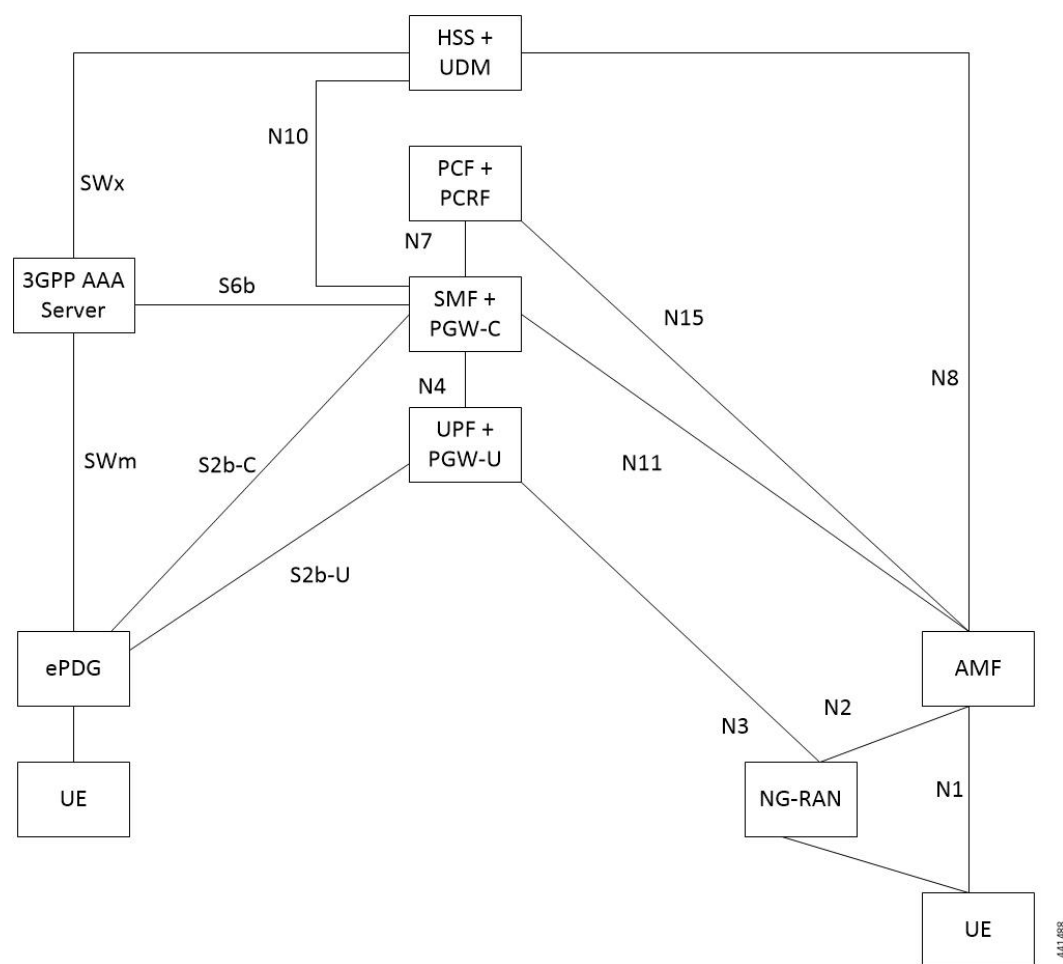 HSS +
UDM
N10
PCF +
PCRF
SWx
N7
3GPP AAA
Server
S6b
SMF +
PGW-C
N15
N8
N4
UPF +
PGW-U
SWm
S2b-C
N11
S2b-U
ePDG
AMF
N2
N3
UE
NG-RAN
N1
UE
441488